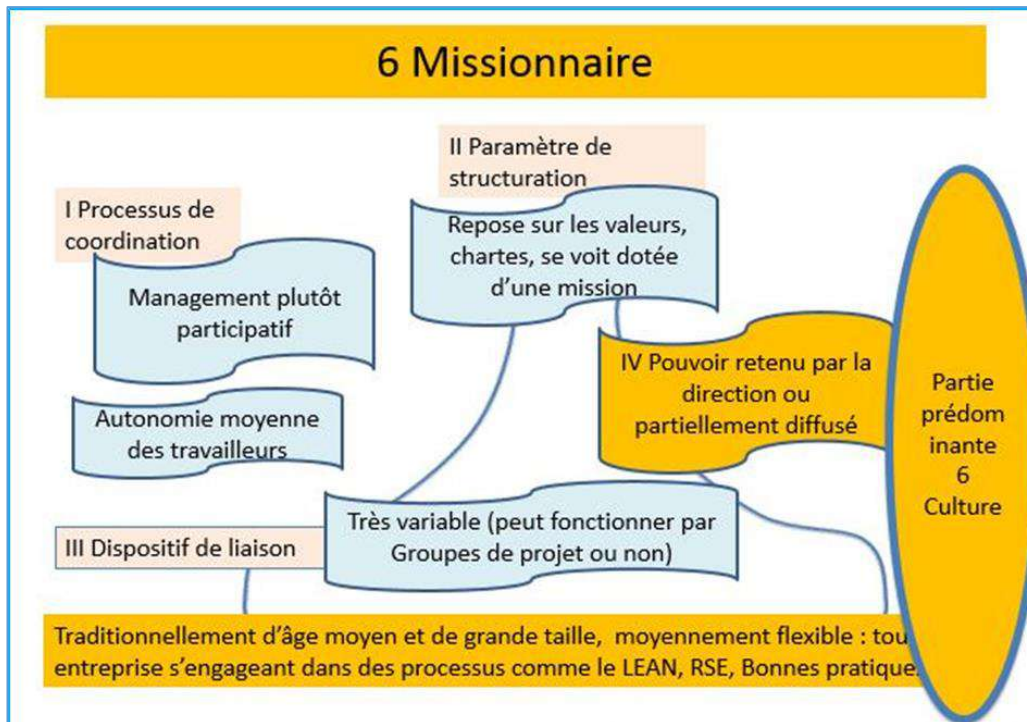 6 Missionnaire
II Paramètre de
structuration
I Processus de
coordination
Repose sur les valeurs,
chartes, se voit dotée
d’une mission
Management plutôt
participatif
IV Pouvoir retenu par la
direction ou
partiellement diffusé
Partie
prédom
inante
6
Culture
Autonomie moyenne
des travailleurs
Très variable (peut fonctionner par
Groupes de projet ou non)
III Dispositif de liaison
Traditionnellement d’âge moyen et de grande taille, moyennement flexible :
entreprise s’engageant dans des processus comme le LEAN, RSE, Bonnes